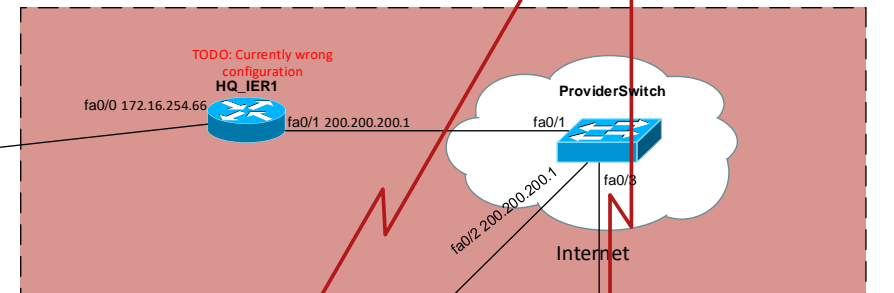 TODO: Currently wrong
configuration
HQ_IER1
ProviderSwitch
fa0/0 172.16.254.66
fa0/1 200.200.200.1
fa0/1
fa0/3
fa0/2 200.200.200.1
Internet